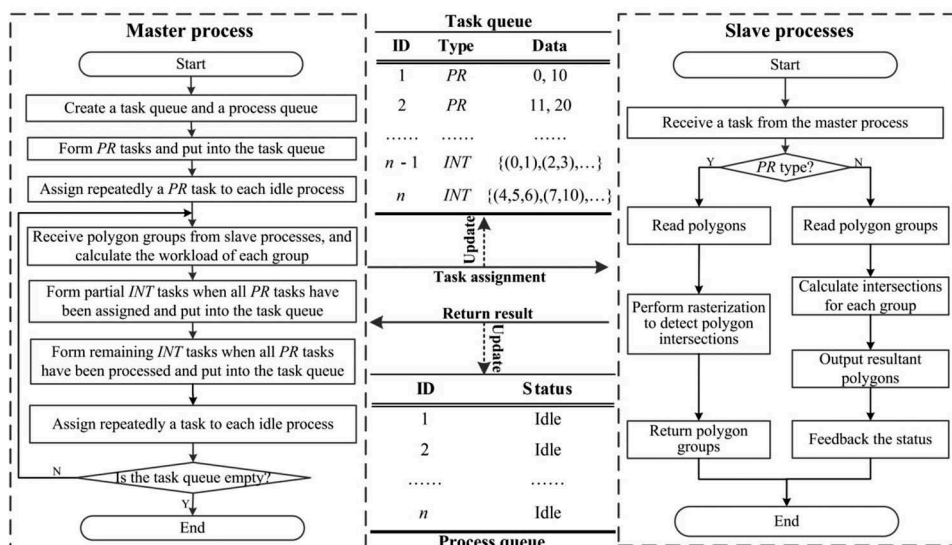 Master process
Start
Create a task queue and a process queue
Form PR tasks and put into the task queue
Assign repeatedly a PR task to each idle process
Receive polygon groups from slave processes, and
calculate the workload of each group
Form partial INT tasks when all PR tasks have
been assigned and put into the task queue
Form remaining INT tasks when all PR tasks
have been processed and put into the task queue
Assign repeatedly a task to each idle process
N
Is the task queue empty?
Y
End
Task queue
ID Type Data
1 PR 0, 10
2 PR 11, 20
...... ......
n - 1 INT {(0,1),(2,3),...}
n INT {(4,5,6),(7,10),...}
Update
Task assignment
Return result
Update
ID Status
1 Idle
2 Idle
...... ......
n Idle
Process queue
Slave processes
Start
Receive a task from the master process
Y PR type? N
Read polygons
Perform rasterization
to detect polygon
intersections
Return polygon
groups
Read polygon groups
Calculate intersections
for each group
Output resultant
polygons
Feedback the status
End